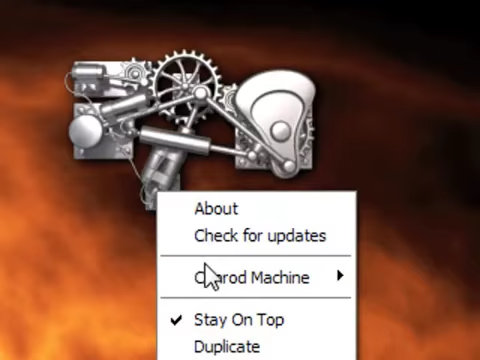 About
Check for updates
Machine
Stay On Top
Duplicate